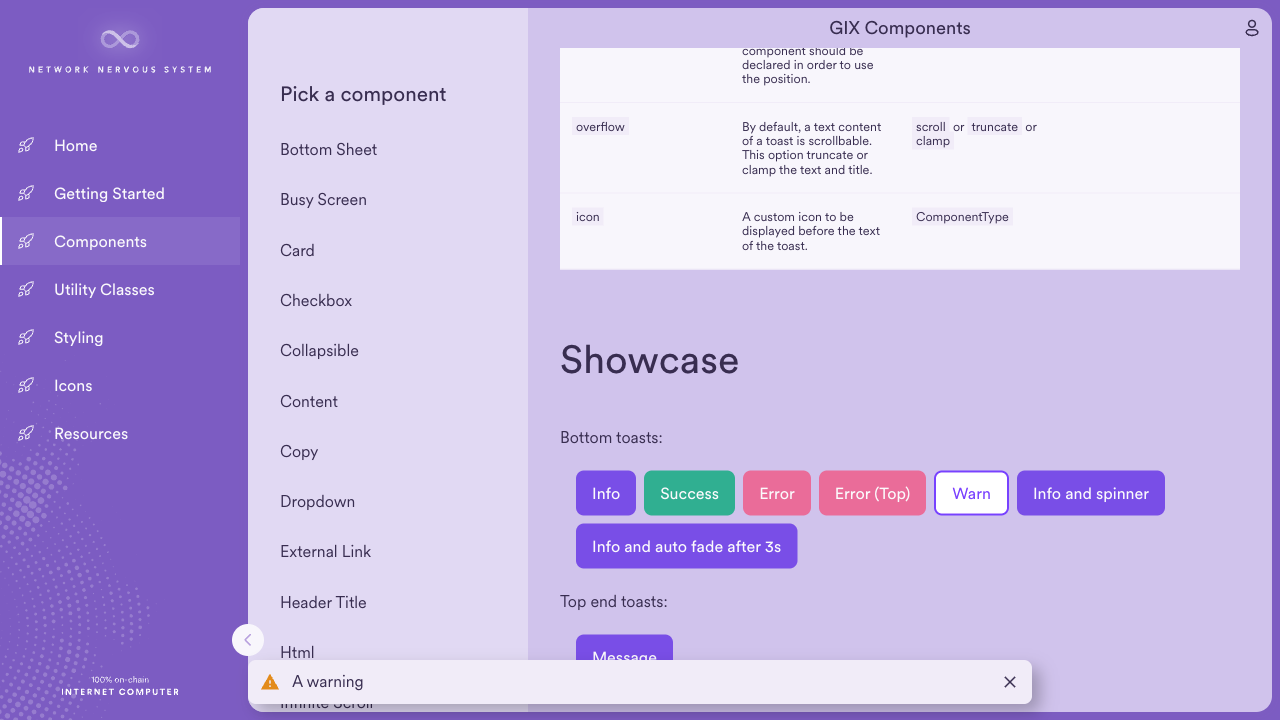 NETWORK NERVOUS SYSTEM
Home
Getting Started
Components
Utility Classes
Styling
Icons
Resources
100% on-chain
INTERNET COMPUTER
Pick a component
Bottom Sheet
Busy Screen
Card
Checkbox
Collapsible
Content
Copy
Dropdown
External Link
Header Title
Html
Infinite Scroll
GIX Components
component should be
declared in order to use
the position.
overflow
By default, a text content
of a toast is scrollable.
This option truncate or
clamp the text and title.
scroll or truncate or
clamp
icon
A custom icon to be
displayed before the text
of the toast.
ComponentType
Showcase
Bottom toasts:
Info Success Error Error (Top) Warn Info and spinner
Info and auto fade after 3s
Top end toasts:
Message
A warning